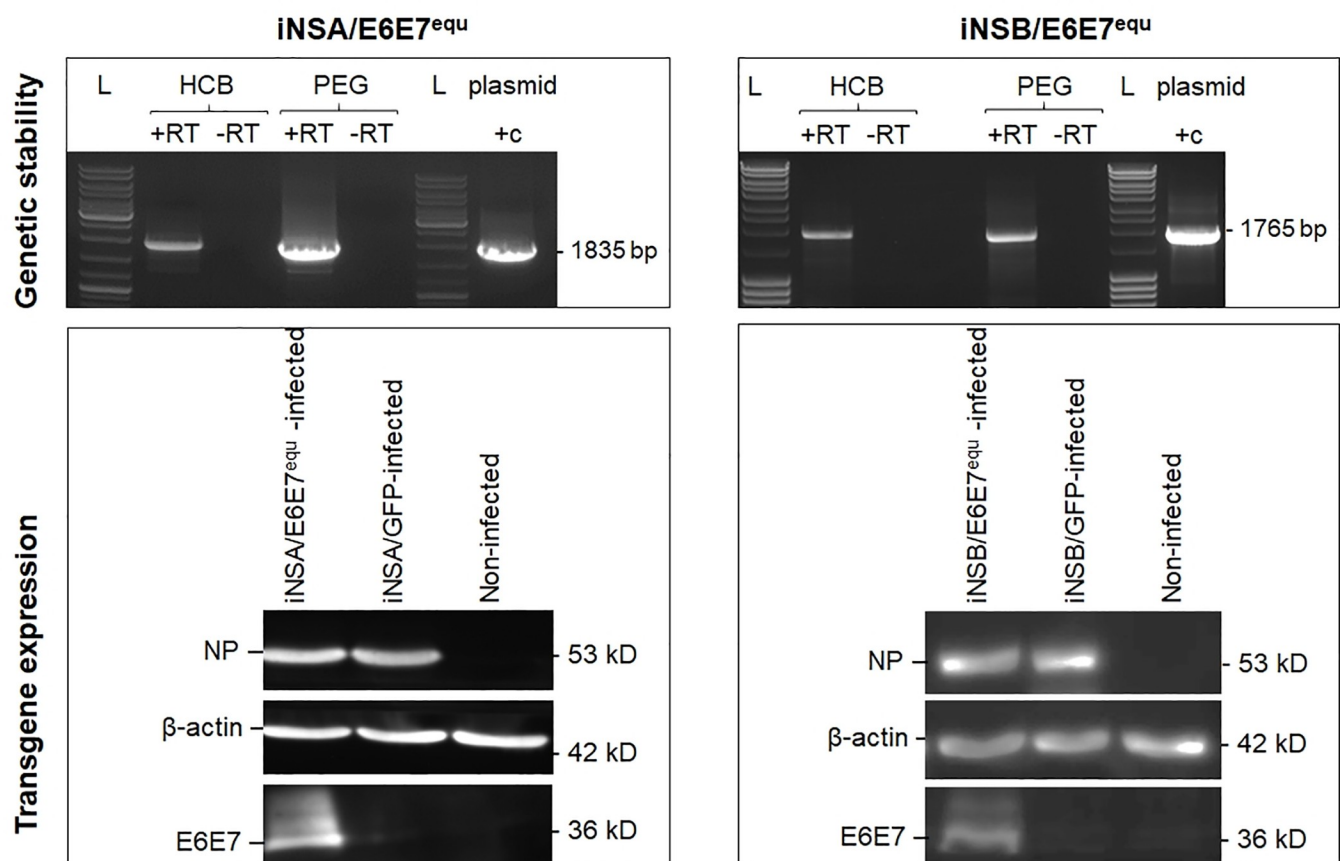 iNSA/E6E7equ
iNSB/E6E7equ
Genetic stability
L HCB PEG L plasmid
+RT -RT +RT -RT +c
1835 bp
L HCB PEG L plasmid
+RT -RT +RT -RT +c
1765 bp
Transgene expression
iNSA/E6E7equ -infected
iNSA/GFP-infected
Non-infected
NP 53 kD
β-actin 42 kD
E6E7 36 kD
iNSB/E6E7equ -infected
iNSB/GFP-infected
Non-infected
NP 53 kD
β-actin 42 kD
E6E7 36 kD